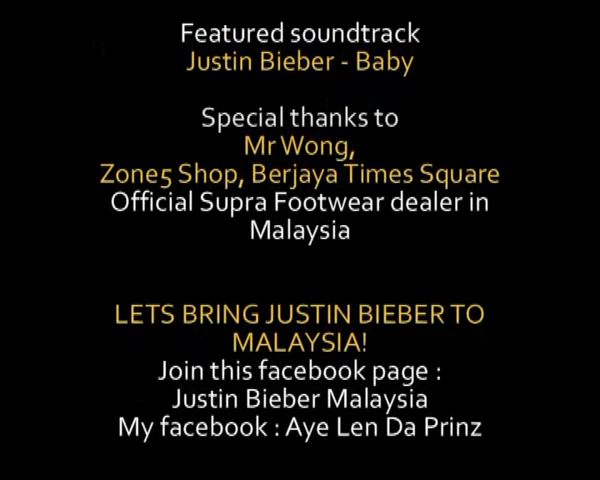 Featured soundtrack
Justin Bieber - Baby
Special thanks to
Mr Wong,
Zone5 Shop, Berjaya Times Square
Official Supra Footwear dealer in
Malaysia
LETS BRING JUSTIN BIEBER TO
MALAYSIA!
Join this facebook page :
Justin Bieber Malaysia
My facebook : Aye Len Da Prinz